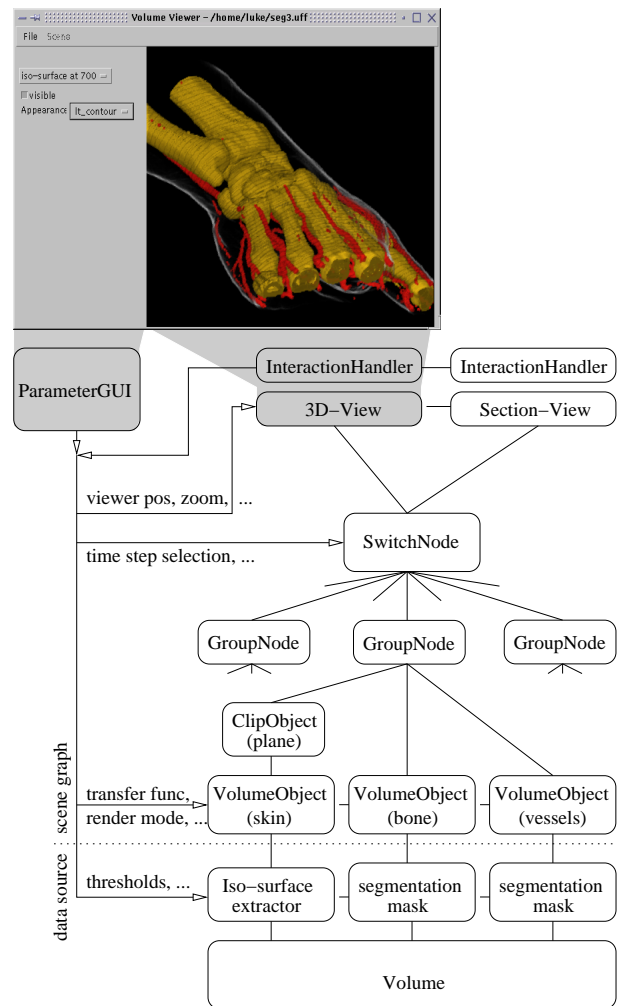 Volume Viewer - /home/luke/seg3.uff
File Scene
iso-surface at 700
visible
Appearance lt_contour
ParameterGUI
InteractionHandler InteractionHandler
3D-View Section-View
viewer pos, zoom, ...
time step selection, ...
SwitchNode
GroupNode GroupNode GroupNode
ClipObject
(plane)
scene graph
transfer func,
render mode, ...
VolumeObject
(skin)
VolumeObject
(bone)
VolumeObject
(vessels)
data source
thresholds, ...
Iso-surface
extractor
segmentation
mask
segmentation
mask
Volume